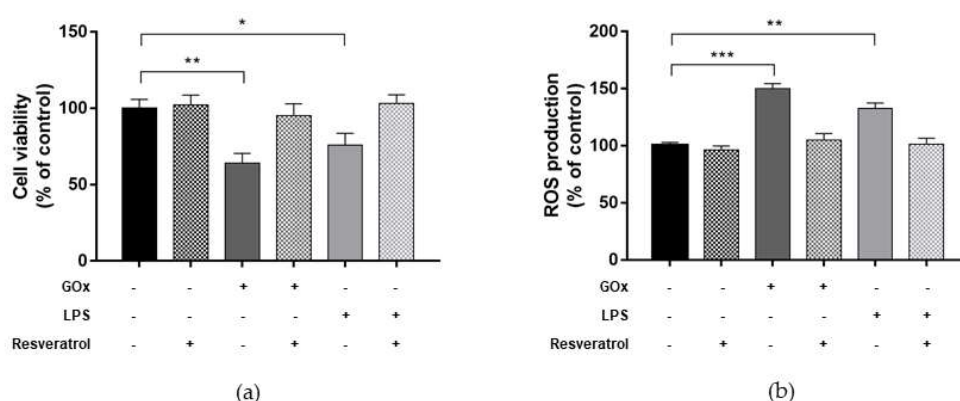 150
100
50
0
Cell viability
(% of control)
*
**
GOx - - + + - -
LPS - - - - + +
Resveratrol - + - + - +
(a)
200
150
100
50
0
ROS production
(% of control)
**
***
GOx - - + + - -
LPS - - - - + +
Resveratrol - + - + - +
(b)